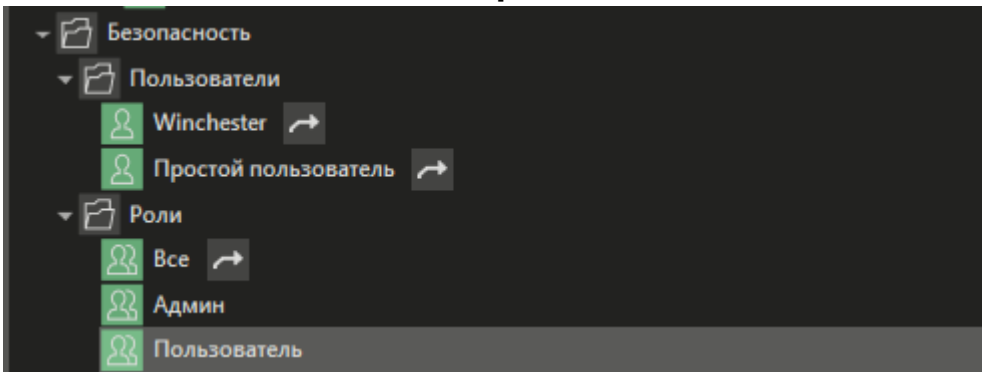 Безопасность
Пользователи
Winchester
Простой пользователь
Роли
Все
Админ
Пользователь